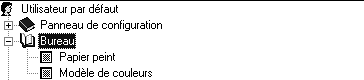 Utilisateur par défaut
Panneau de configuration
Bureau
Papier peint
Modèle de couleurs